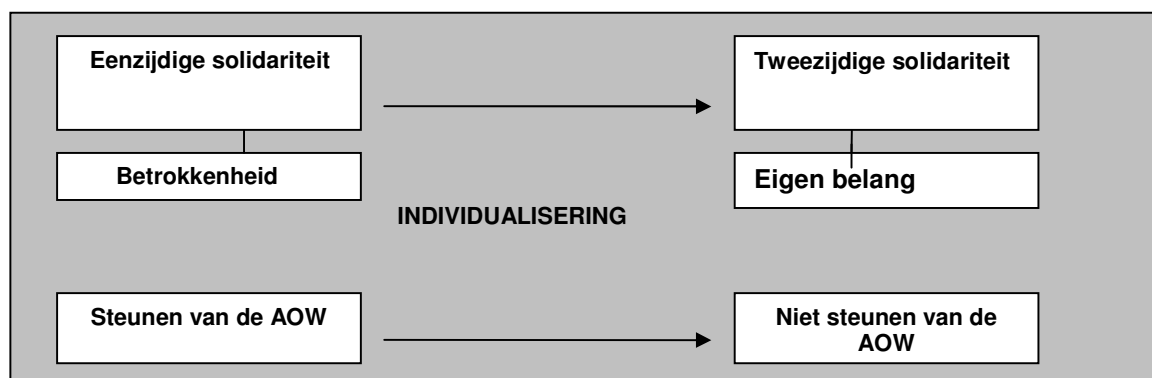 Eenzijdige solidariteit
Tweezijdige solidariteit
Betrokkenheid
Eigen belang
INDIVIDUALISERING
Steunen van de AOW
Niet steunen van de
AOW